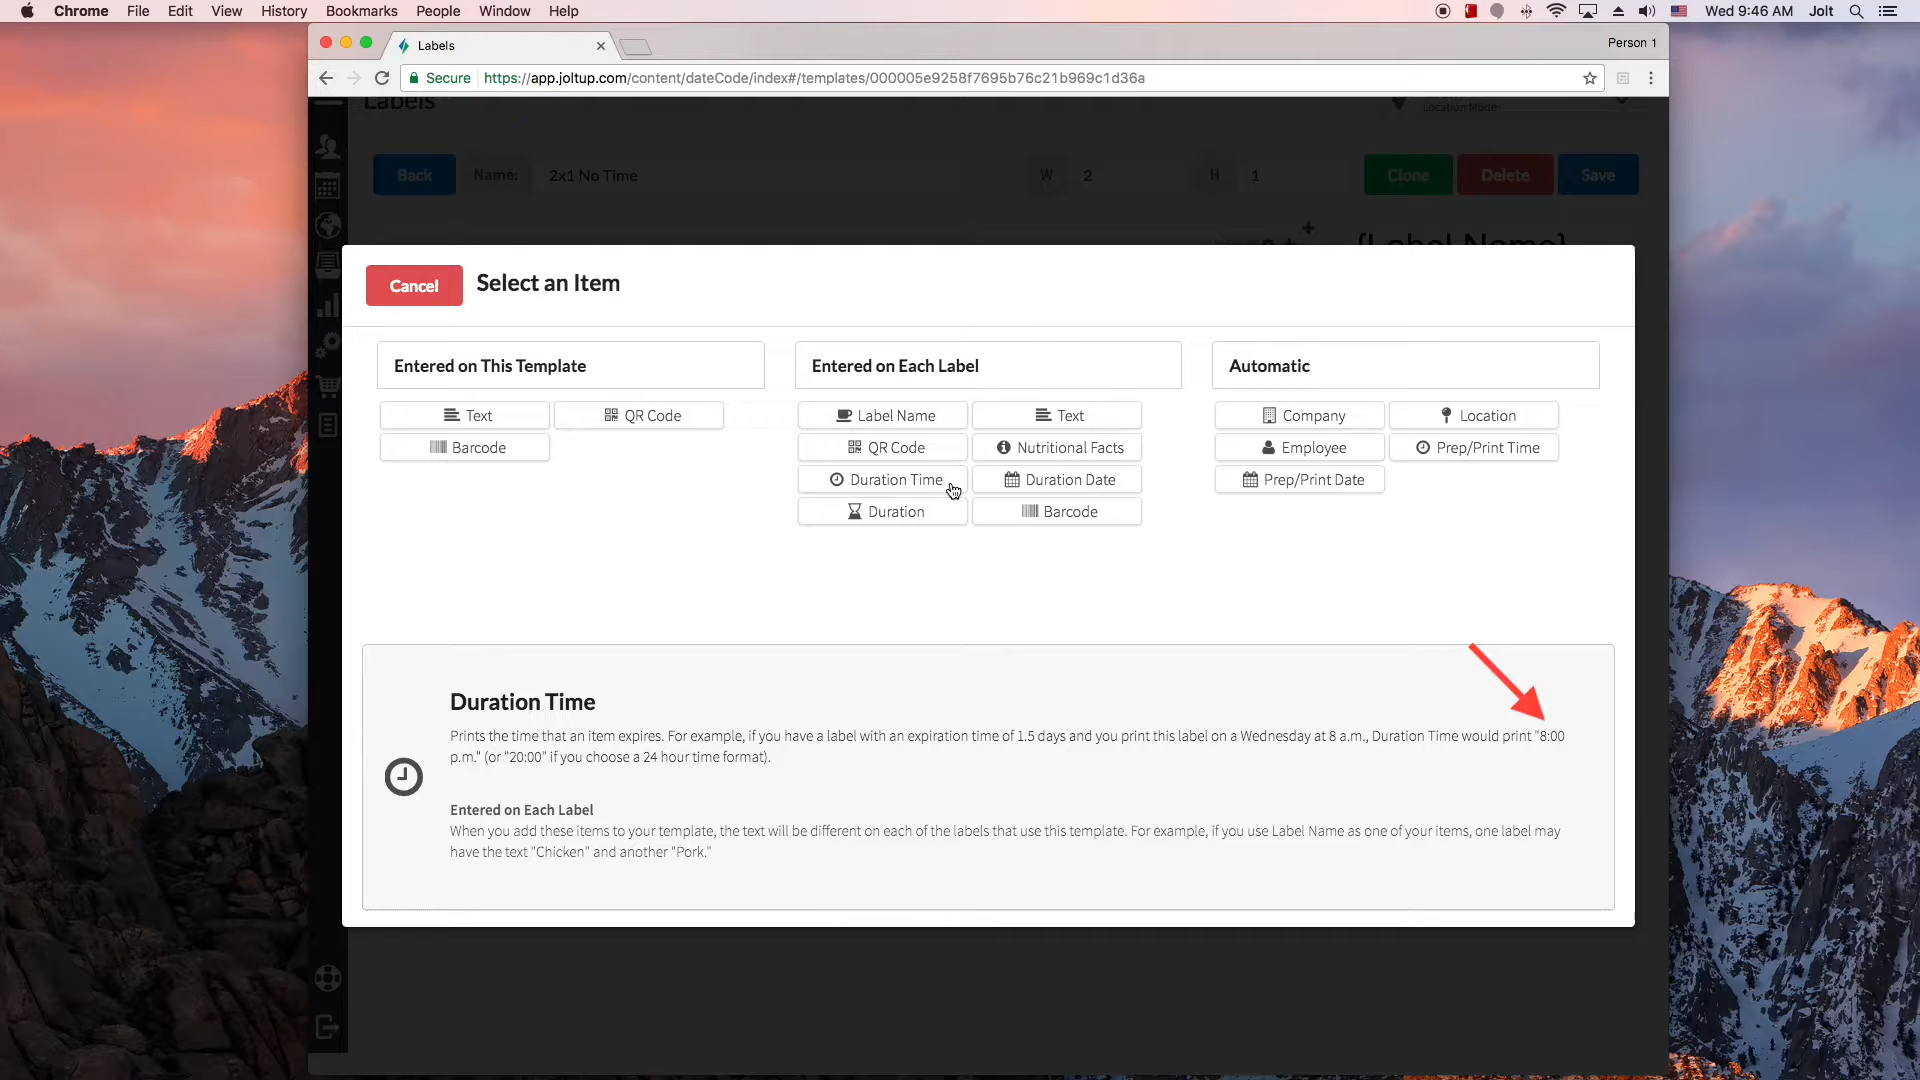 Chrome File Edit View History Bookmarks People Window Help Wed 9:46 AM Jolt
Labels Person 1
Secure https://app.joltup.com/content/dateCode/index#/templates/000005e9258f7695b76c21b969c1d36a
Labels Location Mode
Back Name: 2x1 No Time W 2 H 1 Clone Delete Save
{Label Name}
Cancel Select an Item
Entered on This Template Entered on Each Label Automatic
Text QR Code Label Name Text Company Location
Barcode QR Code Nutritional Facts Employee Prep/Print Time
Duration Time Duration Date Prep/Print Date
Duration Barcode
Duration Time
Prints the time that an item expires. For example, if you have a label with an expiration time of 1.5 days and you print this label on a Wednesday at 8 a.m., Duration Time would print "8:00
p.m." (or "20:00" if you choose a 24 hour time format).
Entered on Each Label
When you add these items to your template, the text will be different on each of the labels that use this template. For example, if you use Label Name as one of your items, one label may
have the text "Chicken" and another "Pork."